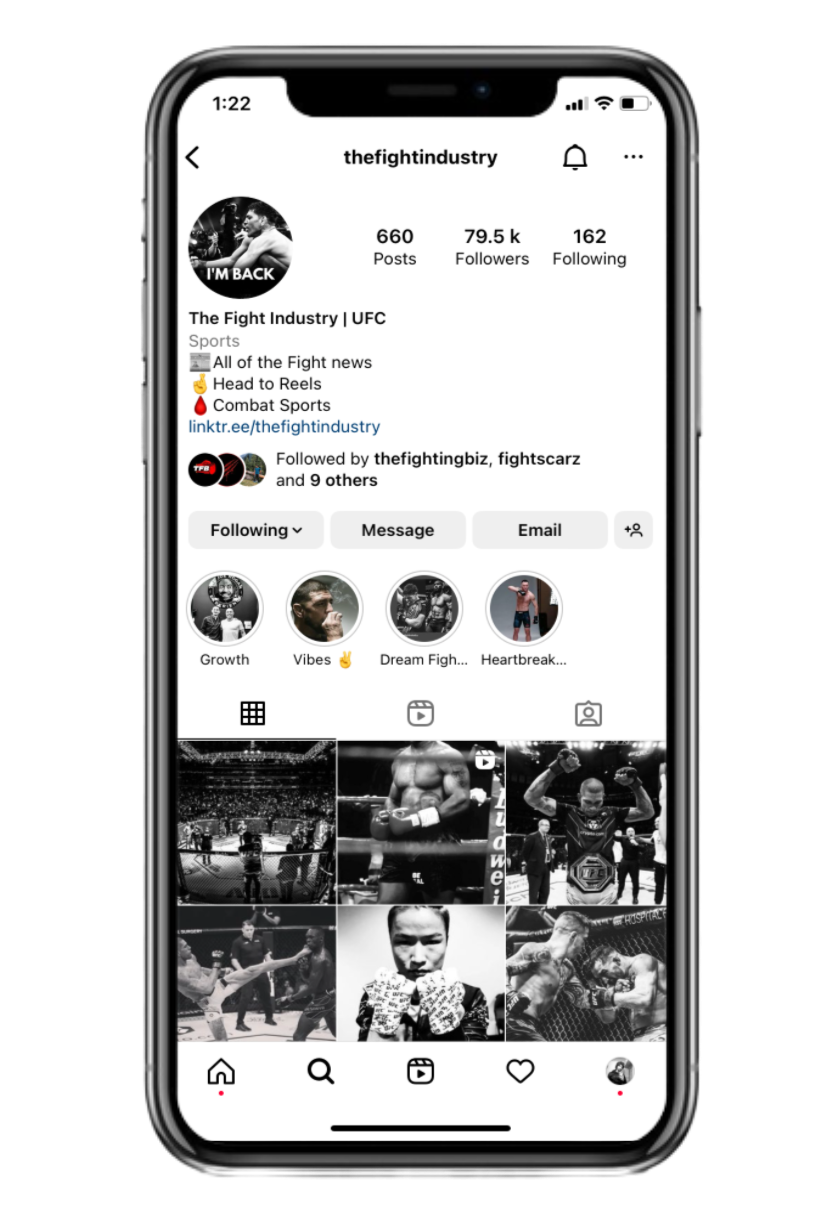 1:22
thefightindustry
I'M BACK
660
Posts
79.5 k
Followers
162
Following
The Fight Industry | UFC
Sports
📰All of the Fight news
🤞Head to Reels
🩸Combat Sports
linktr.ee/thefightindustry
TFB
Followed by thefightingbiz, fightscarz
and 9 others
Following
Message
Email
Growth
Vibes ✌️
Dream Figh...
Heartbreak...
UFC
HOSPITAL